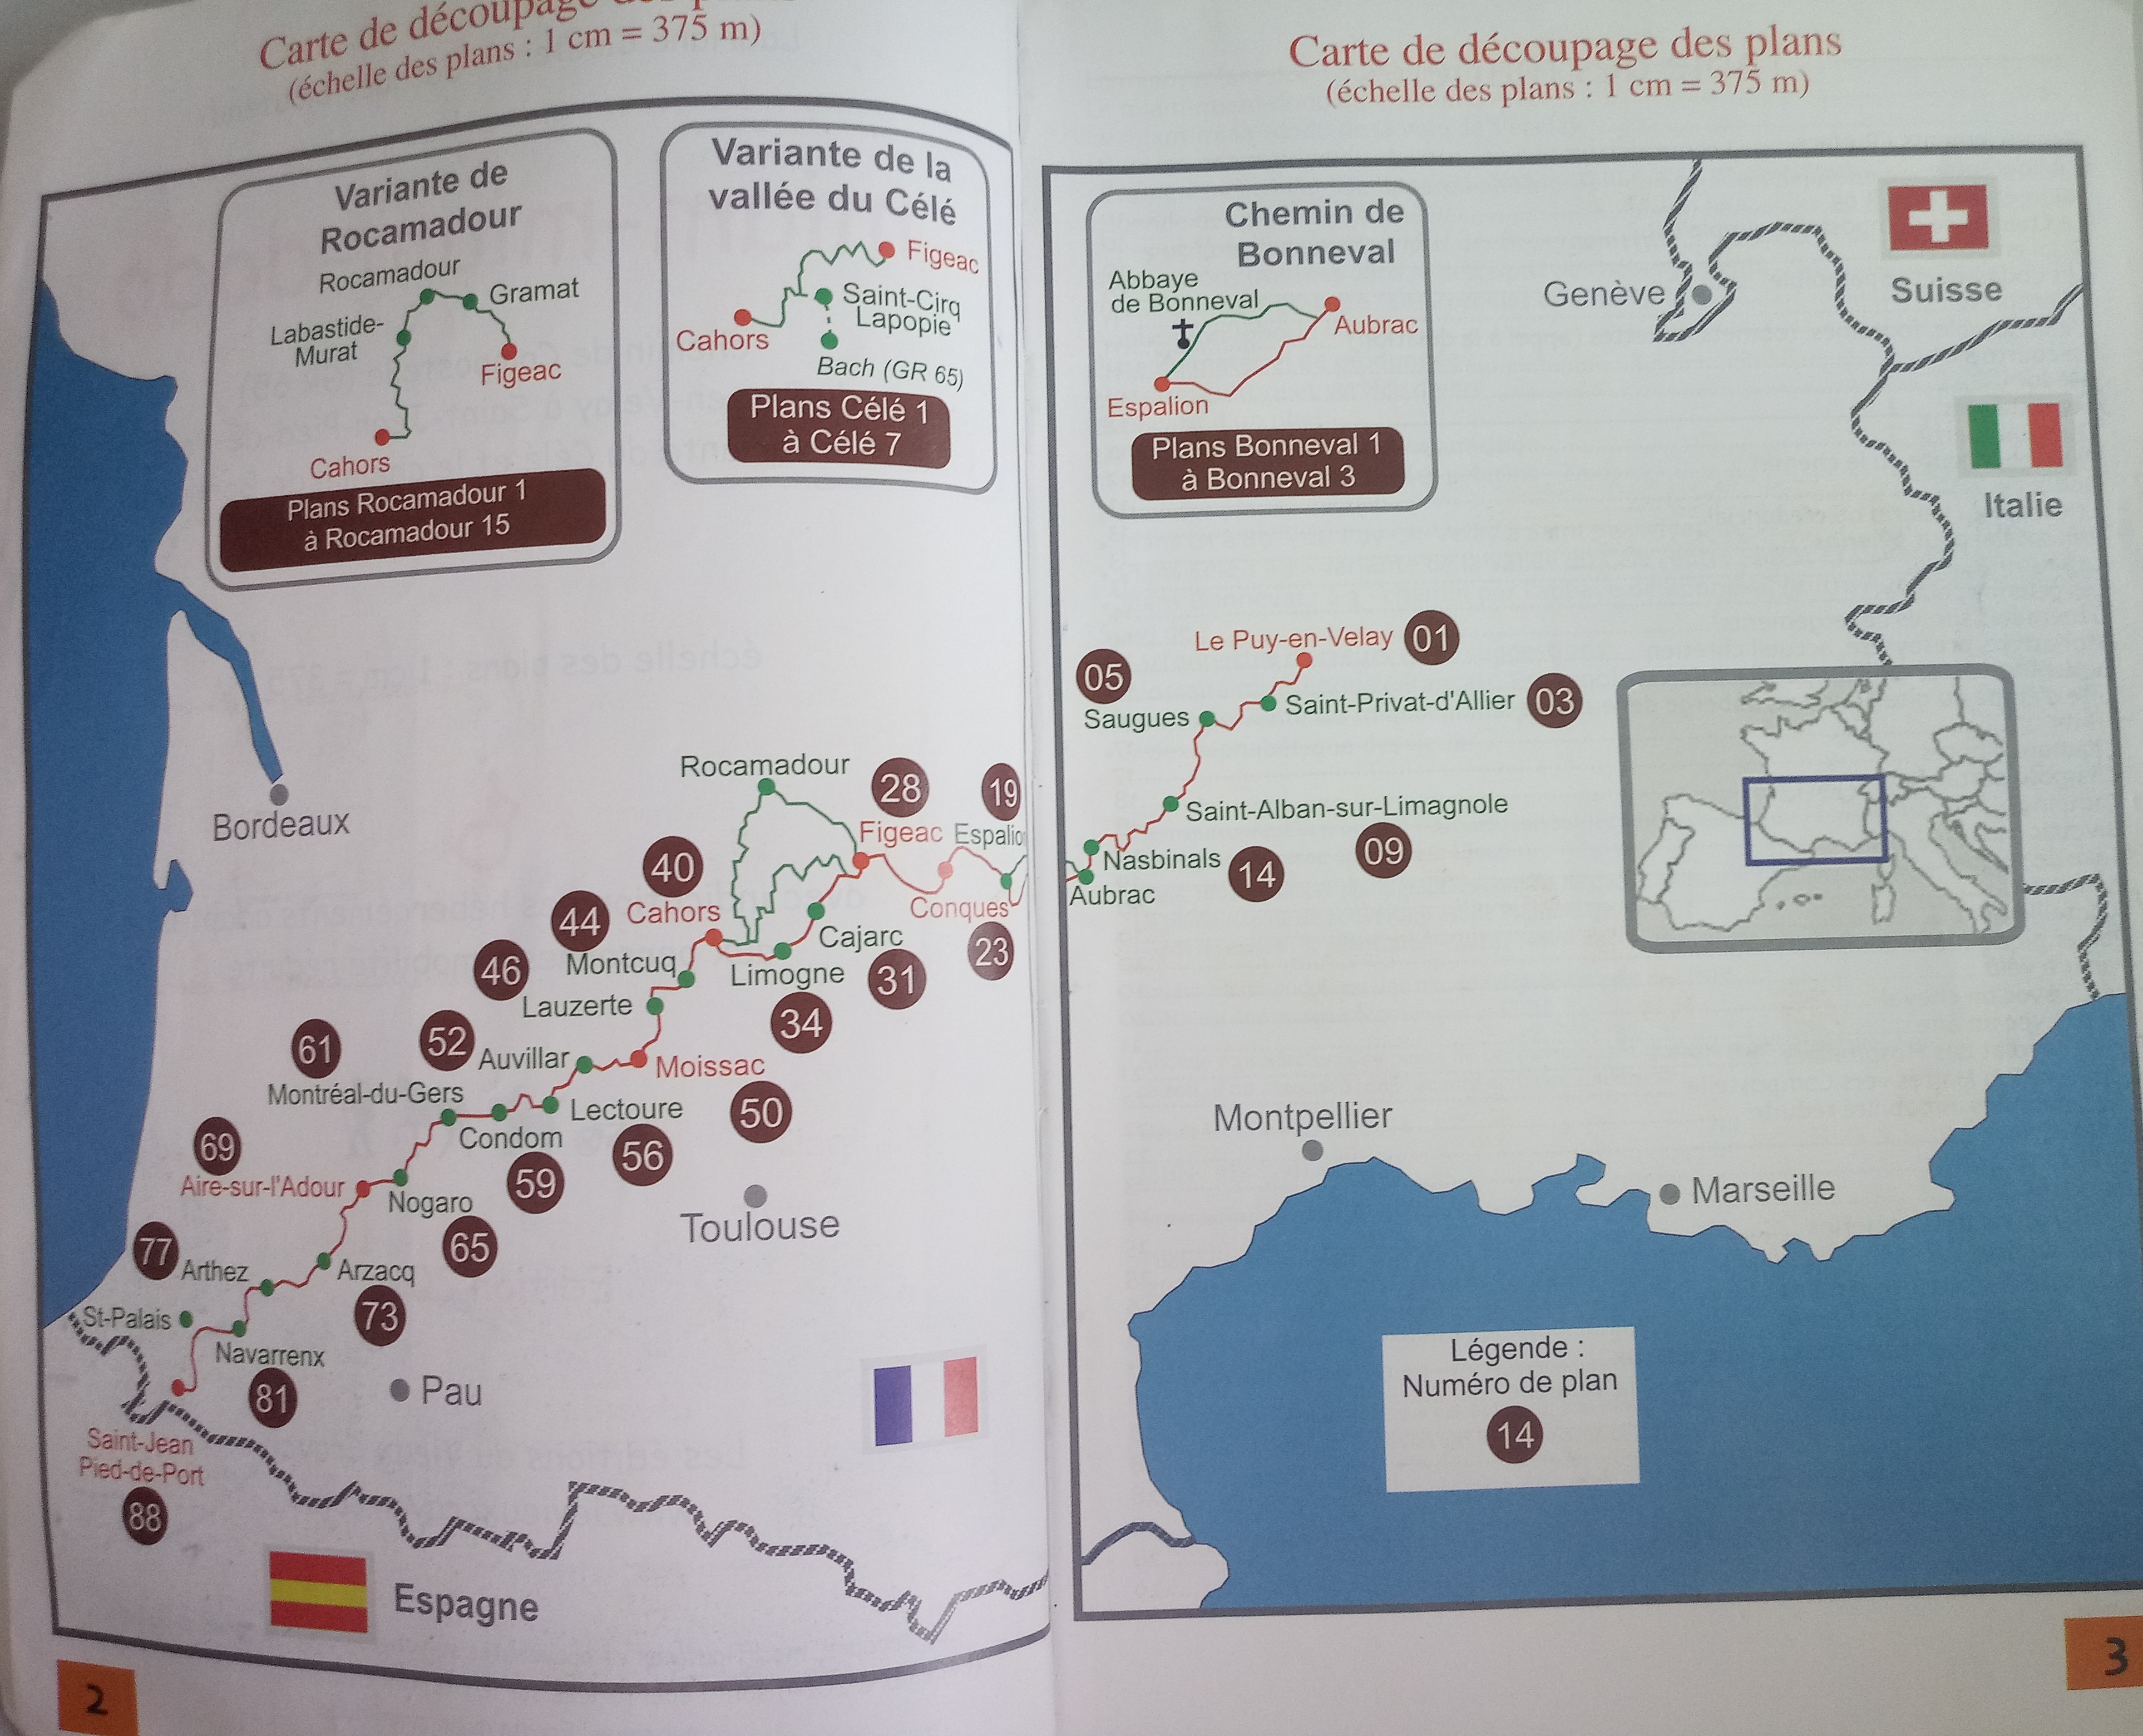 Carte de découpage
(échelle des plans : 1 cm = 375 m)
Variante de
Rocamadour
Rocamadour
Gramat
Labastide-
Murat
Figeac
Cahors
Plans Rocamadour 1
à Rocamadour 15
Variante de la
vallée du Célé
Figeac
Saint-Cirq
Lapopie
Cahors
Bach (GR 65)
Plans Célé 1
à Célé 7
Bordeaux
Rocamadour
28
19
Figeac
Espalio
40
44
Cahors
Conques
Cajarc
23
46
Montcuq
Limogne
31
Lauzerte
34
61
52
Auvillar
Moissac
Montréal-du-Gers
Lectoure
50
Condom
56
69
59
Aire-sur-l'Adour
Nogaro
Toulouse
65
77
Arthez
Arzacq
73
St-Palais
Navarrenx
81
Pau
Saint-Jean
Pied-de-Port
88
Espagne
2
Carte de découpage des plans
(échelle des plans : 1 cm = 375 m)
Chemin de
Bonneval
Abbaye
de Bonneval
Aubrac
Espalion
Plans Bonneval 1
à Bonneval 3
Genève
Suisse
Italie
Le Puy-en-Velay
01
05
Saint-Privat-d'Allier
03
Saugues
Saint-Alban-sur-Limagnole
09
Nasbinals
14
Aubrac
Montpellier
Marseille
Légende :
Numéro de plan
14
3